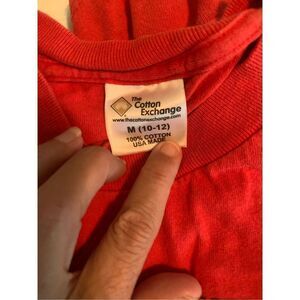 The
Cotton
Exchange
www.thecottonexchange.com
M (10-12)
100% COTTON
USA MADE